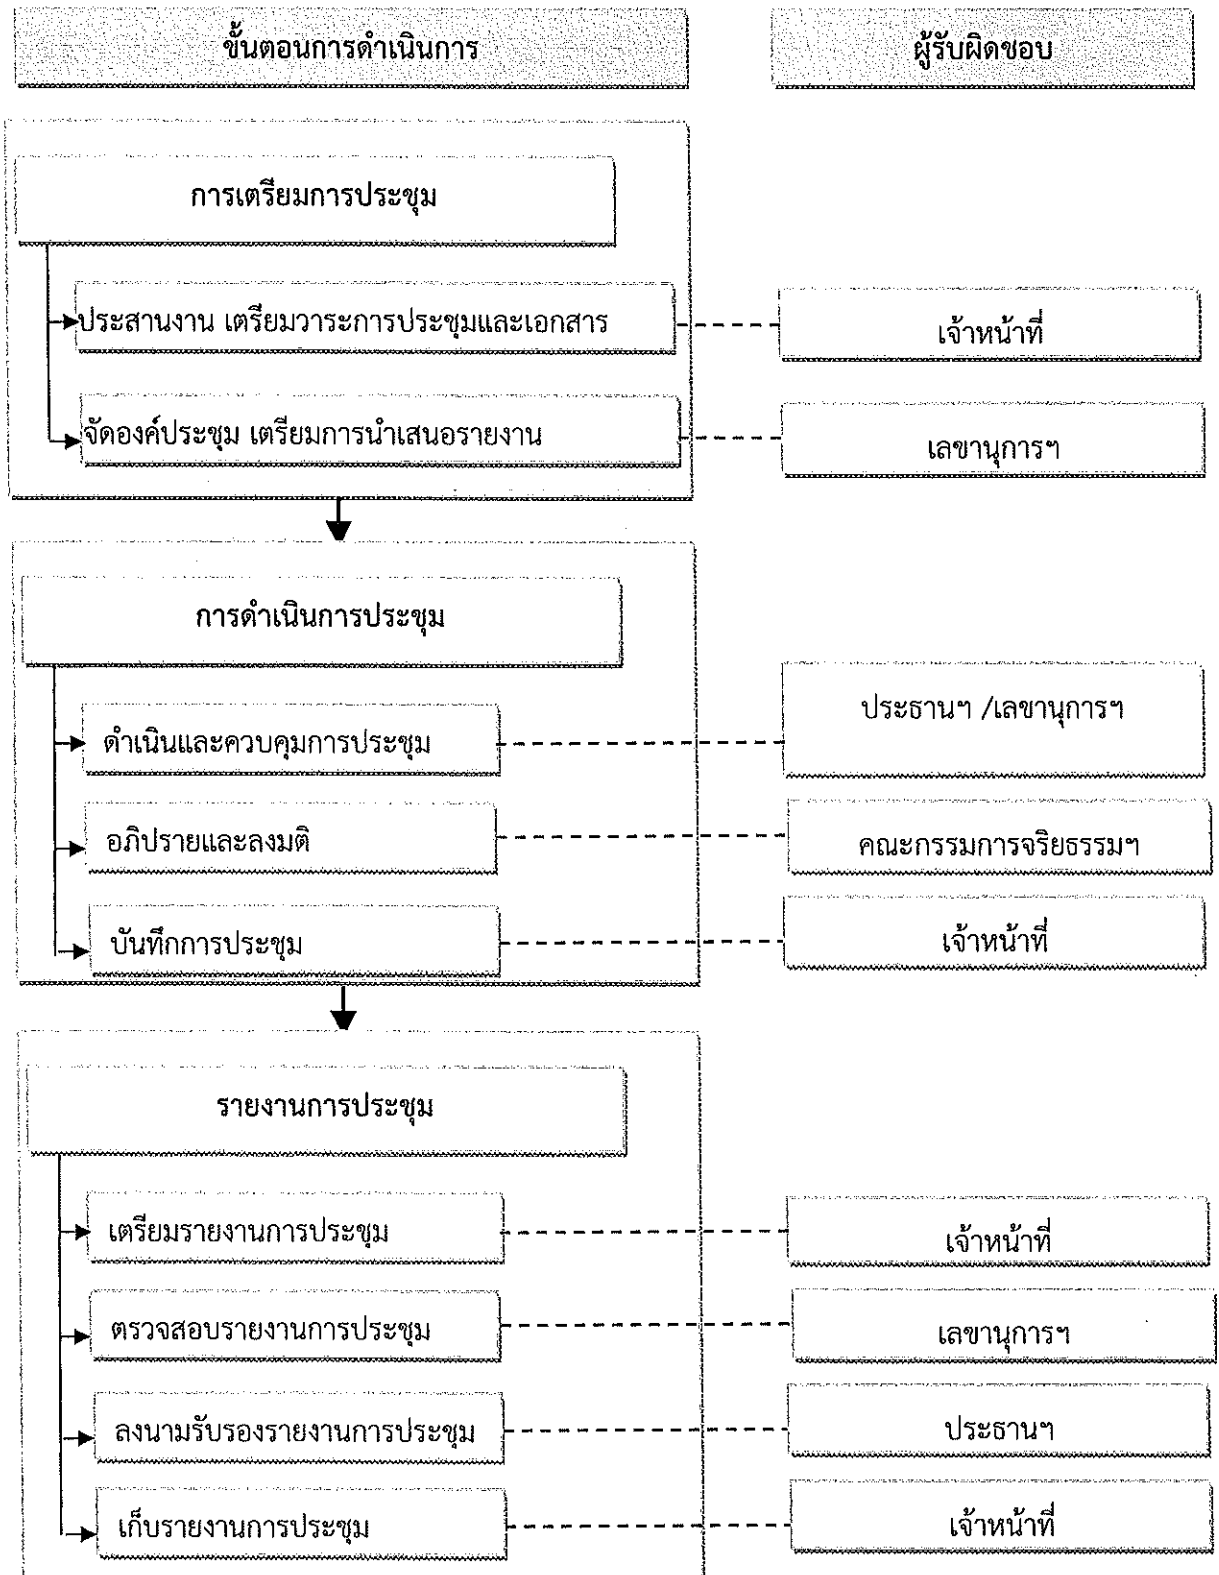 ขั้นตอนการดำเนินการ
ผู้รับผิดชอบ
การเตรียมการประชุม
ประสานงาน เตรียมวาระการประชุมและเอกสาร
เจ้าหน้าที่
จัดองค์ประชุม เตรียมการนำเสนอรายงาน
เลขานุการฯ
การดำเนินการประชุม
ดำเนินและควบคุมการประชุม
ประธานฯ /เลขานุการฯ
อภิปรายและลงมติ
คณะกรรมการจริยธรรมฯ
บันทึกการประชุม
เจ้าหน้าที่
รายงานการประชุม
เตรียมรายงานการประชุม
เจ้าหน้าที่
ตรวจสอบรายงานการประชุม
เลขานุการฯ
ลงนามรับรองรายงานการประชุม
ประธานฯ
เก็บรายงานการประชุม
เจ้าหน้าที่